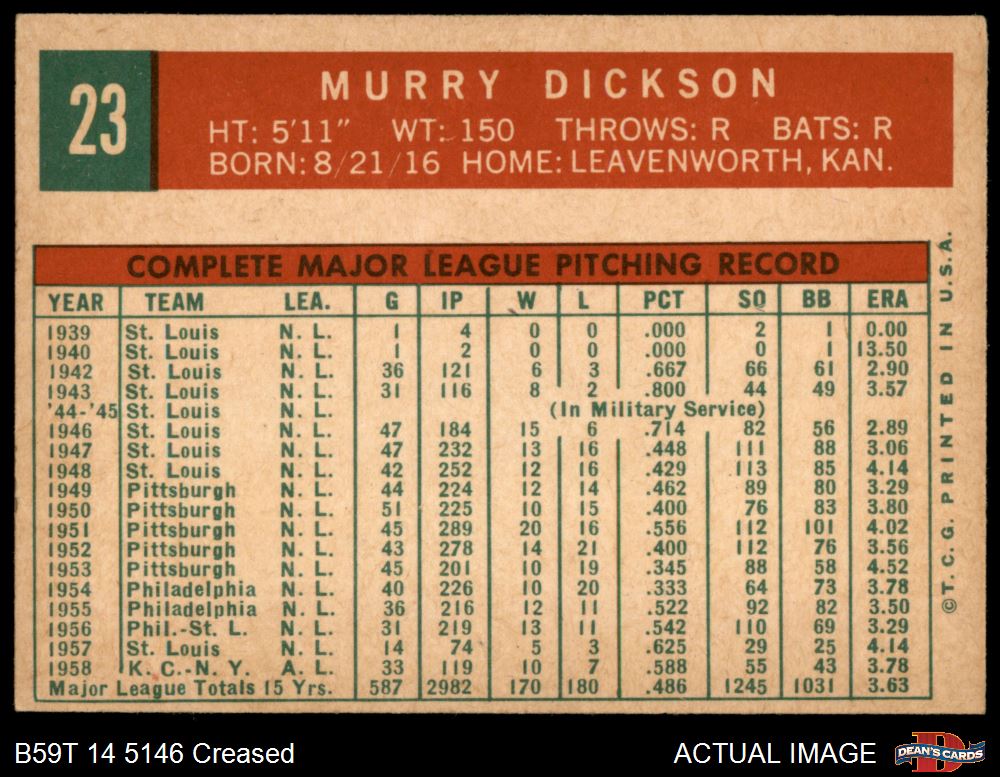 23
MURRY DICKSON
HT: 5'11" WT: 150 THROWS: R BATS: R
BORN: 8/21/16 HOME: LEAVENWORTH, KAN.
COMPLETE MAJOR LEAGUE PITCHING RECORD
YEAR TEAM LEA. G IP W L PCT SO BB ERA
1939 St. Louis N. L. 1 4 0 0 .000 2 1 0.00
1940 St. Louis N. L. 1 2 0 0 .000 0 1 13.50
1942 St. Louis N. L. 36 121 6 3 .667 66 61 2.90
1943 St. Louis N. L. 31 116 8 2 .800 44 49 3.57
'44-'45 St. Louis N. L. (In Military Service)
1946 St. Louis N. L. 47 184 15 6 .714 82 56 2.89
1947 St. Louis N. L. 47 232 13 16 .448 111 88 3.06
1948 St. Louis N. L. 42 252 12 16 .429 113 85 4.14
1949 Pittsburgh N. L. 44 224 12 14 .462 89 80 3.29
1950 Pittsburgh N. L. 51 225 10 15 .400 76 83 3.80
1951 Pittsburgh N. L. 45 289 20 16 .556 112 101 4.02
1952 Pittsburgh N. L. 43 278 14 21 .400 112 76 3.56
1953 Pittsburgh N. L. 45 201 10 19 .345 88 58 4.52
1954 Philadelphia N. L. 40 226 10 20 .333 64 73 3.78
1955 Philadelphia N. L. 36 216 12 11 .522 92 82 3.50
1956 Phil.-St. L. N. L. 31 219 13 11 .542 110 69 3.29
1957 St. Louis N. L. 14 74 5 3 .625 29 25 4.14
1958 K. C.-N. Y. A. L. 33 119 10 7 .588 55 43 3.78
Major League Totals 15 Yrs. 587 2982 170 180 .486 1245 1031 3.63
©T. C. G. PRINTED IN U.S.A.
B59T 14 5146 Creased
ACTUAL IMAGE
DEAN'S CARDS